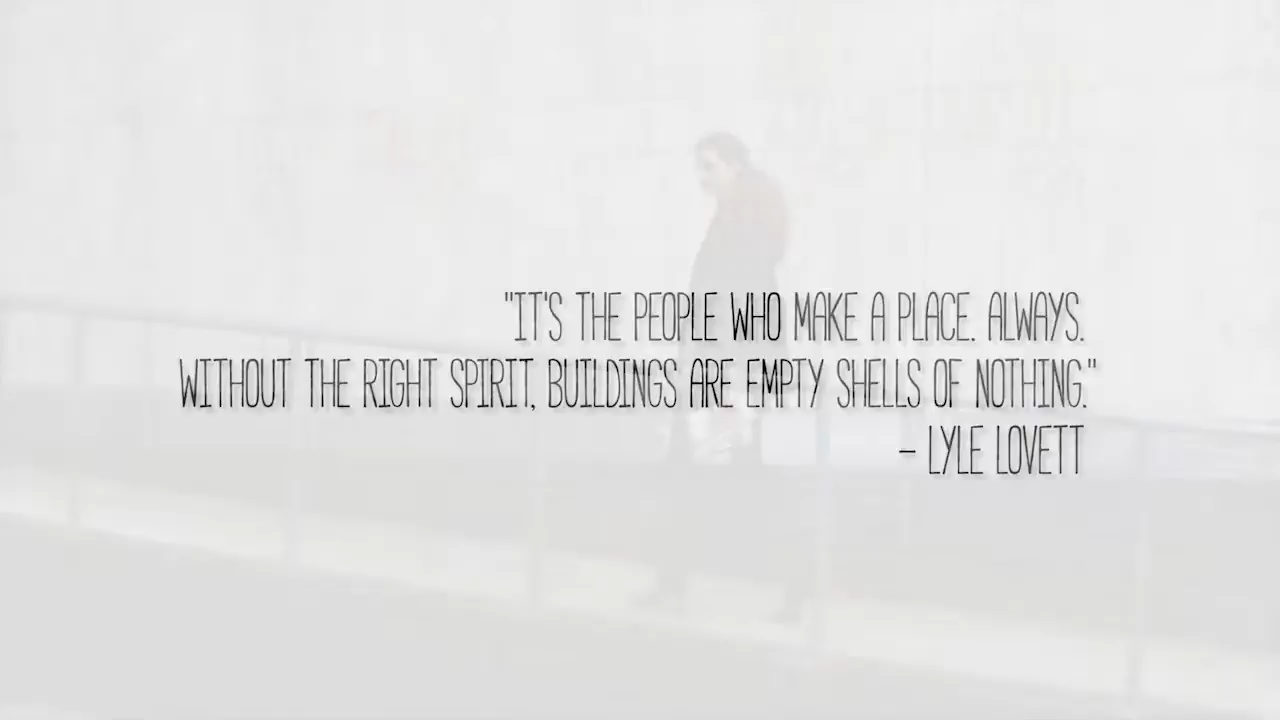 "IT'S THE PEOPLE WHO MAKE A PLACE. ALWAYS.
WITHOUT THE RIGHT SPIRIT, BUILDINGS ARE EMPTY SHELLS OF NOTHING."
- LYLE LOVETT